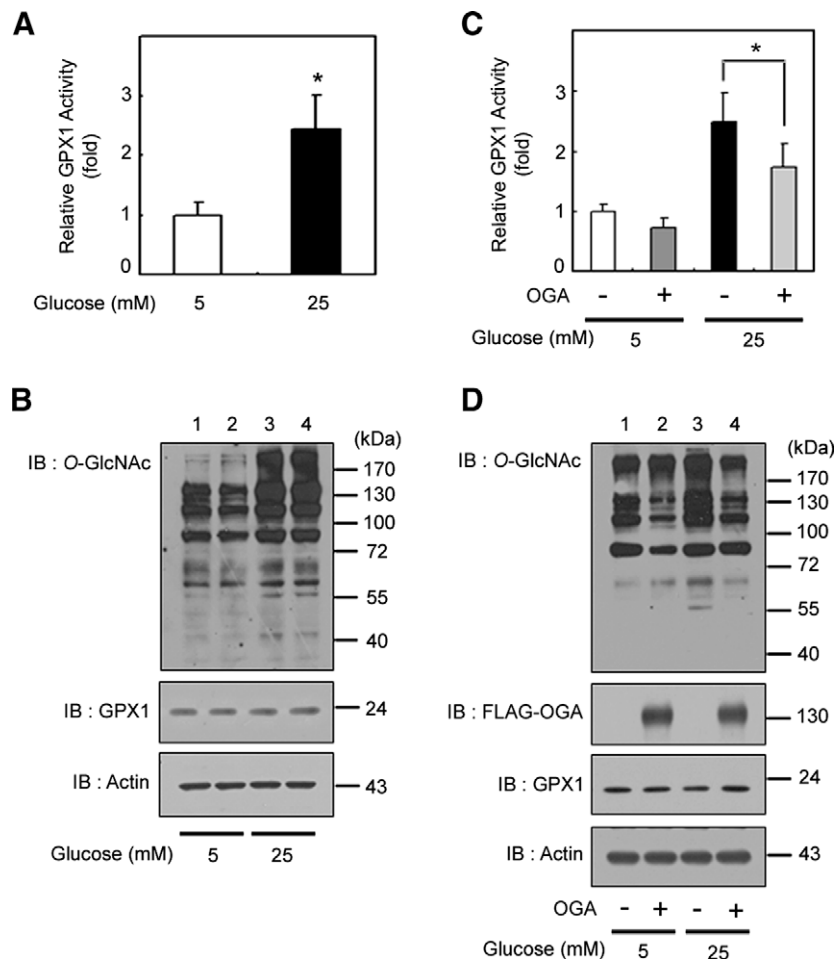 A
Relative GPX1 Activity
(fold)
3
2
1
0
*
Glucose (mM)
5
25
B
1 2 3 4
(kDa)
IB : O-GlcNAc
170
130
100
72
55
40
IB : GPX1
24
IB : Actin
43
Glucose (mM)
5
25
C
Relative GPX1 Activity
(fold)
3
2
1
0
*
OGA
- + - +
Glucose (mM)
5
25
D
1 2 3 4
(kDa)
IB : O-GlcNAc
170
130
100
72
55
40
IB : FLAG-OGA
130
IB : GPX1
24
IB : Actin
43
OGA
- + - +
Glucose (mM)
5
25